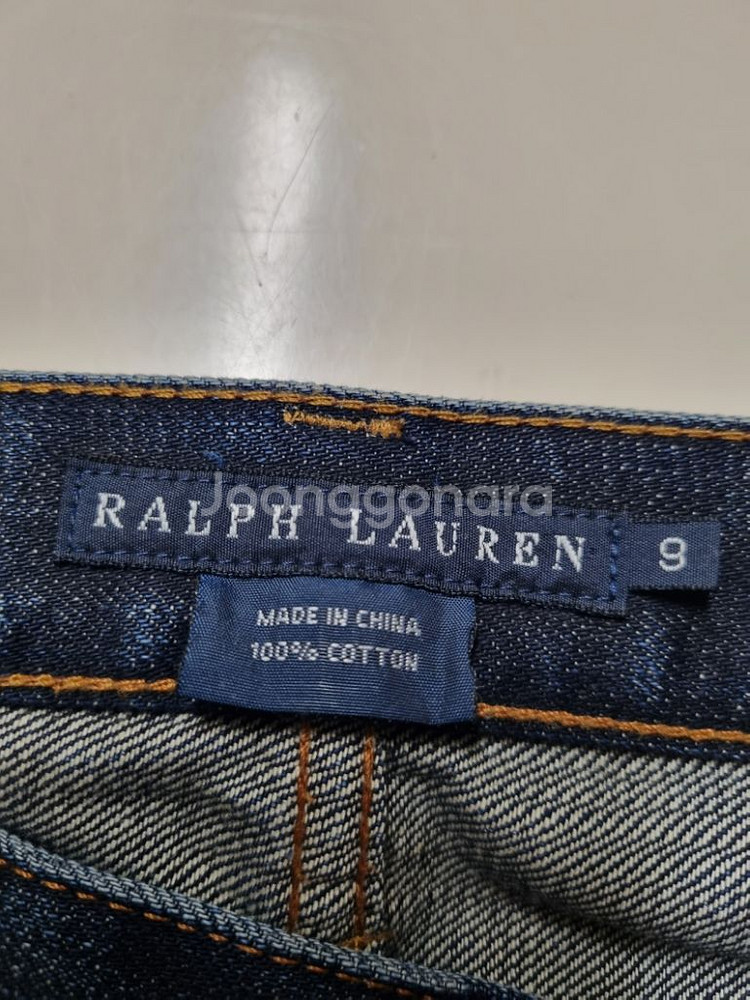 Joonggonara
RALPH LAUREN 9
MADE IN CHINA
100% COTTON